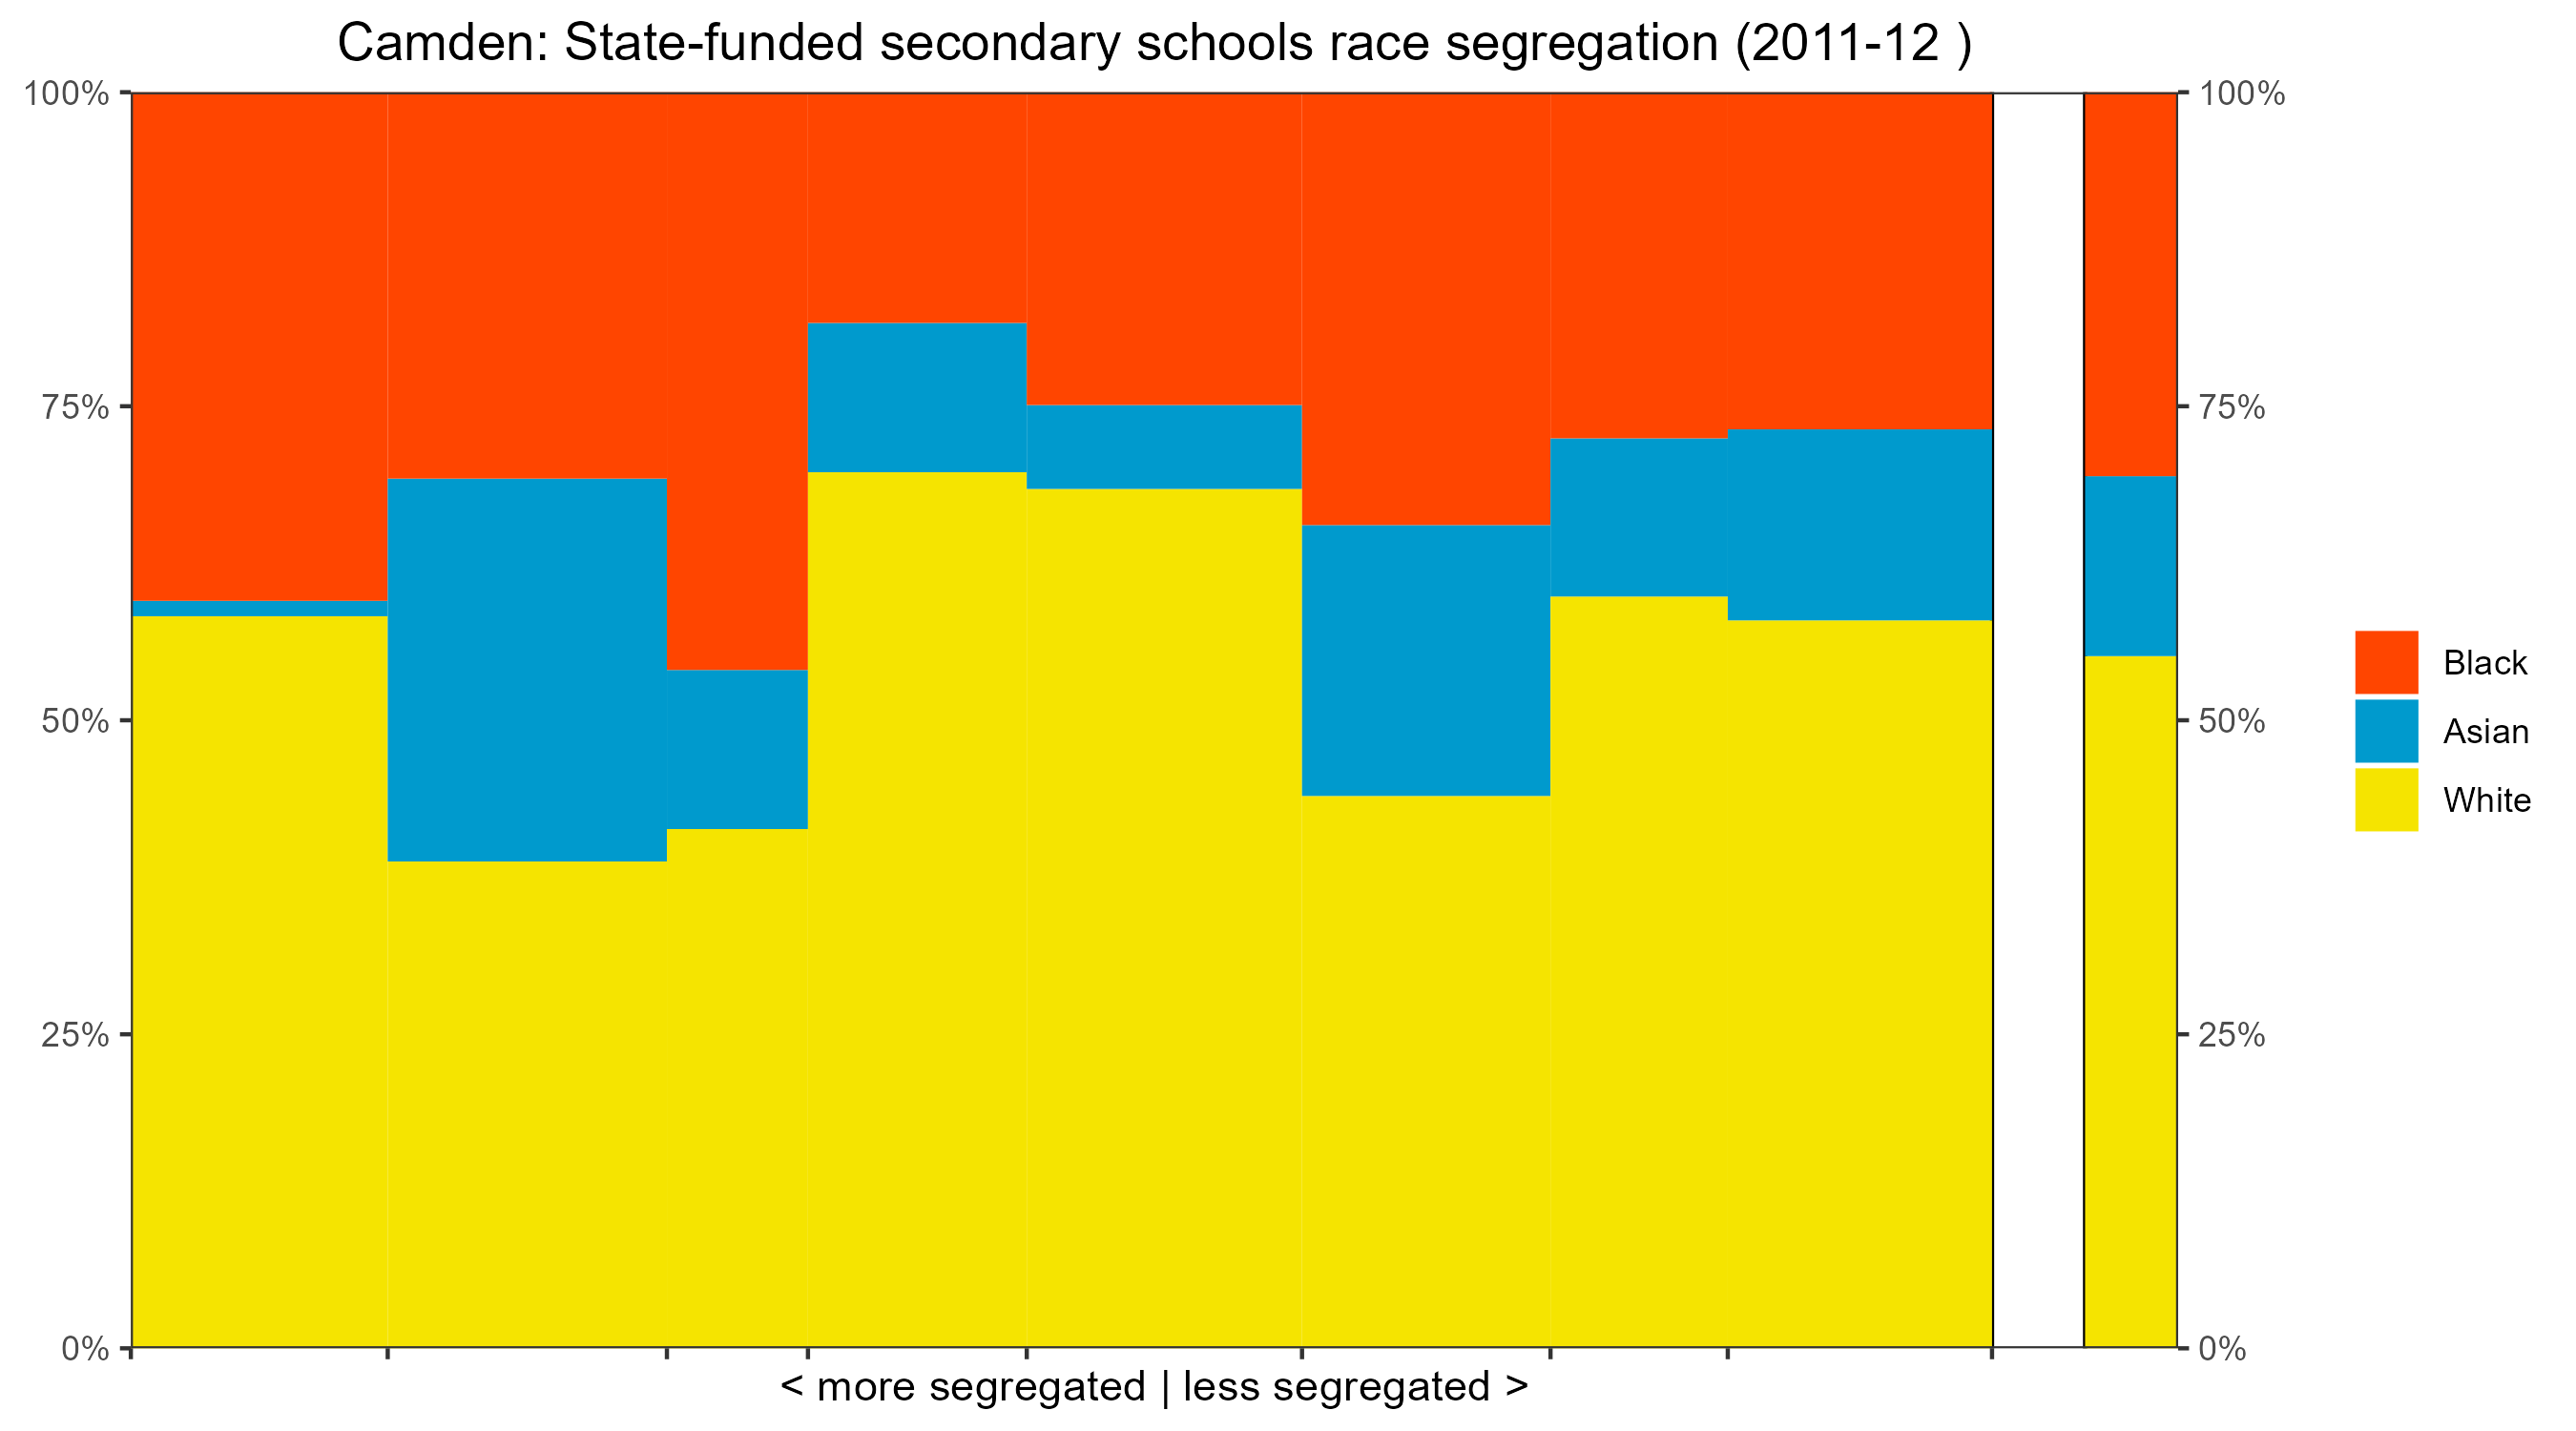 Camden: State-funded secondary schools race segregation (2011-12 )
100%
75%
50%
25%
0%
100%
75%
50%
25%
0%
Black
Asian
White
< more segregated | less segregated >